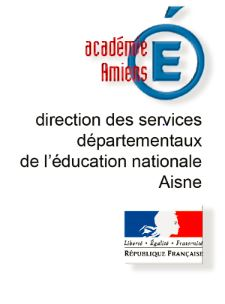 académie
Amiens
É
direction des services
départementaux
de l'éducation nationale
Aisne
Liberté • Égalité • Fraternité
RÉPUBLIQUE FRANÇAISE